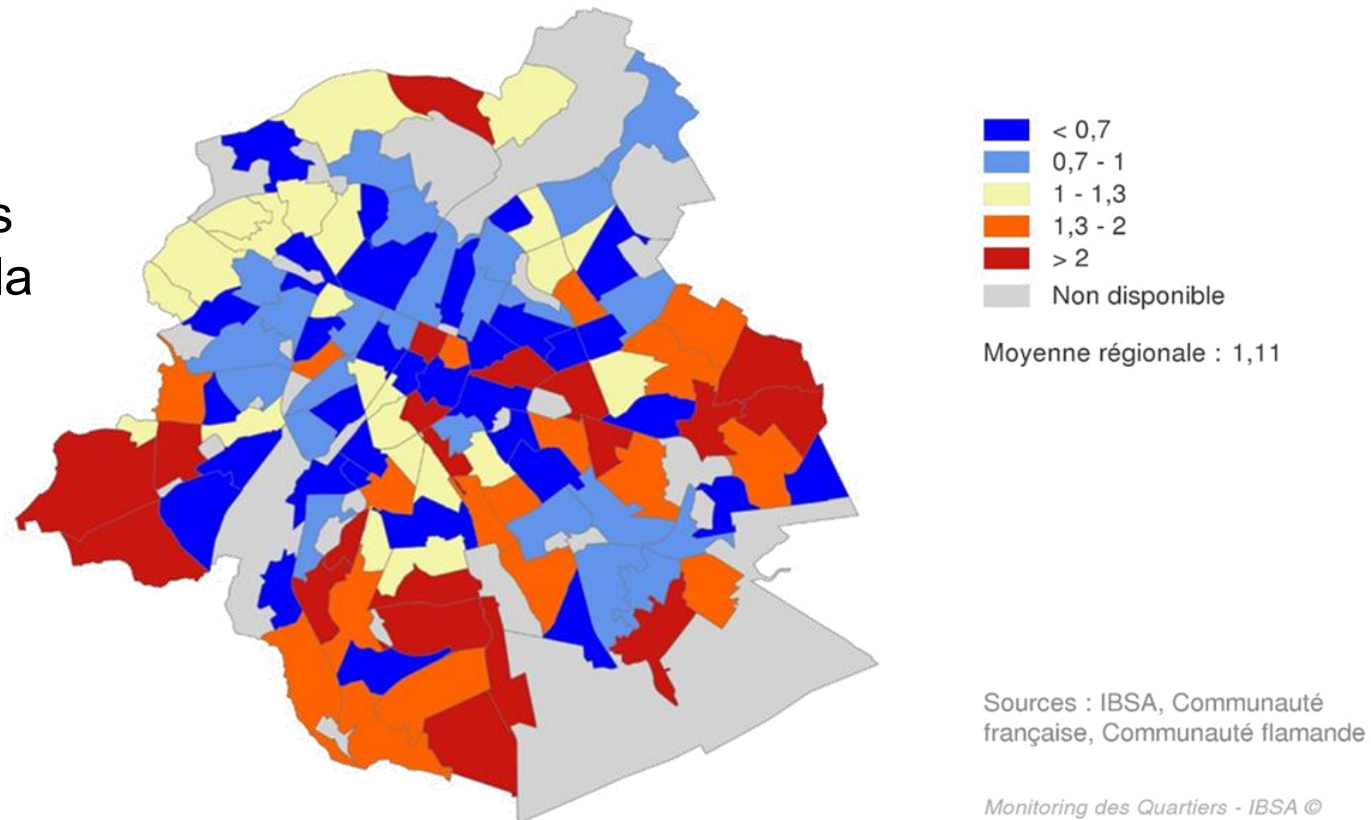 s
la
< 0,7
0,7 - 1
1 - 1,3
1,3 - 2
> 2
Non disponible
Moyenne régionale : 1,11
Sources : IBSA, Communauté
française, Communauté flamande
Monitoring des Quartiers - IBSA ©